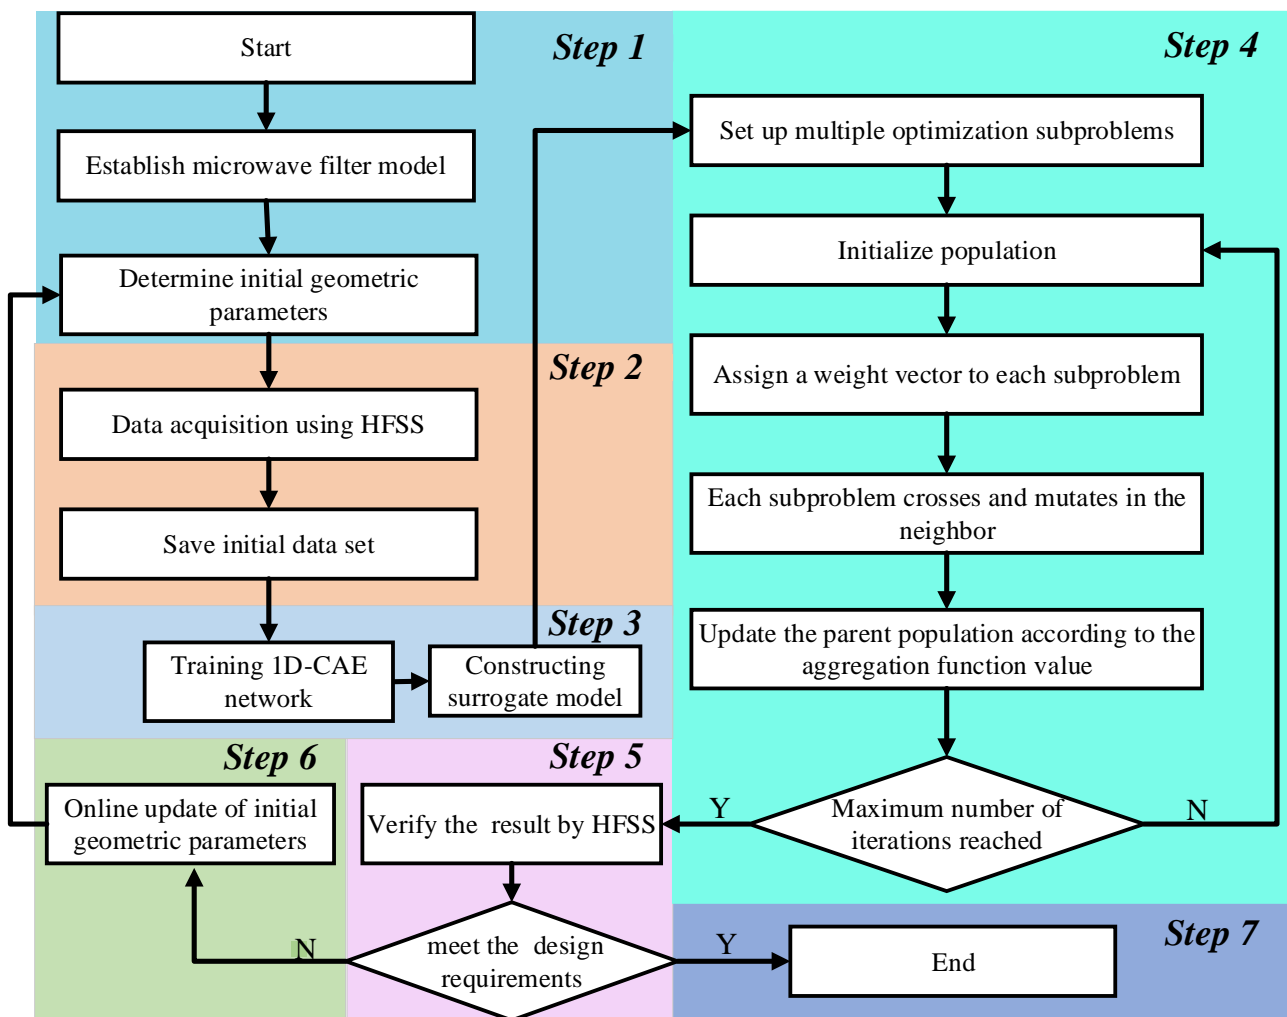 Step 1
Start
Establish microwave filter model
Determine initial geometric
parameters
Step 2
Data acquisition using HFSS
Save initial data set
Step 3
Training 1D-CAE
network
Constructing
surrogate model
Step 4
Set up multiple optimization subproblems
Initialize population
Assign a weight vector to each subproblem
Each subproblem crosses and mutates in the
neighbor
Update the parent population according to the
aggregation function value
Maximum number of
iterations reached
Y
N
Step 5
Verify the result by HFSS
meet the design
requirements
N
Y
Step 6
Online update of initial
geometric parameters
Step 7
End